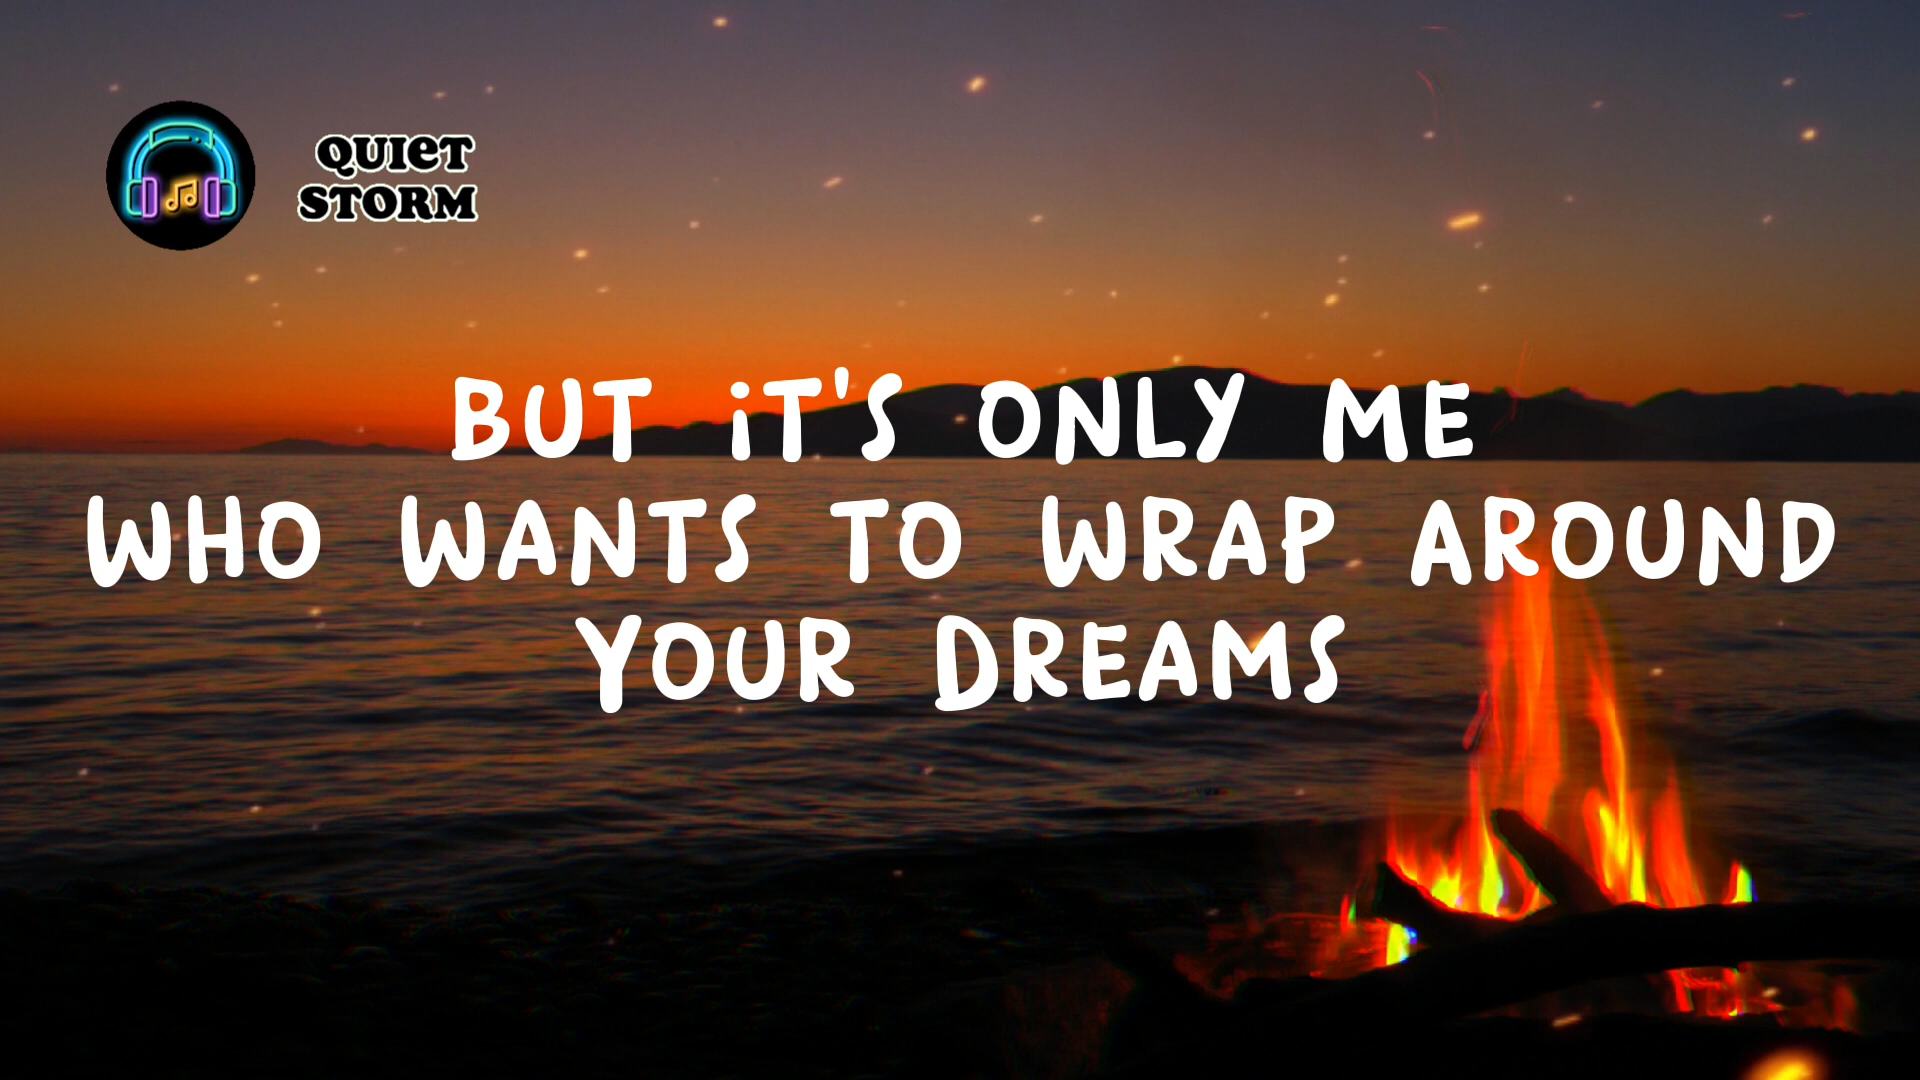 QUIET
STORM
BUT iT'S ONLY ME
WHO WANTS TO WRAP AROUND
YOUR DREAMS